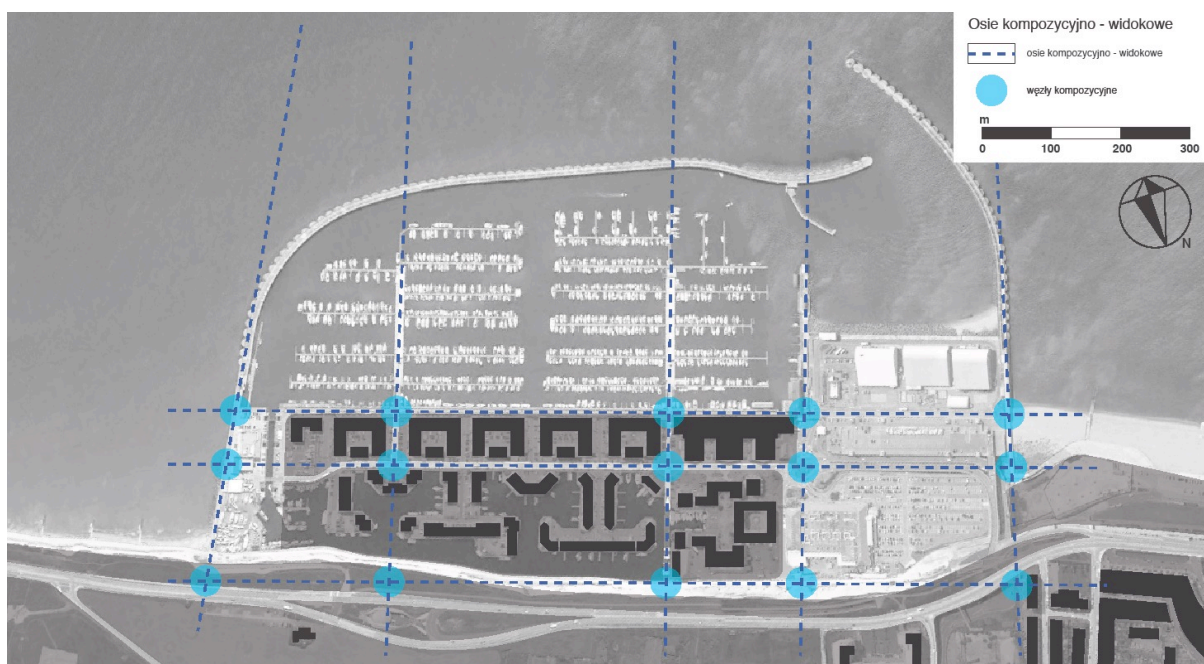 Osie kompozycyjno - widokowe
osie kompozycyjno - widokowe
węzły kompozycyjne
m
0 100 200 300
N